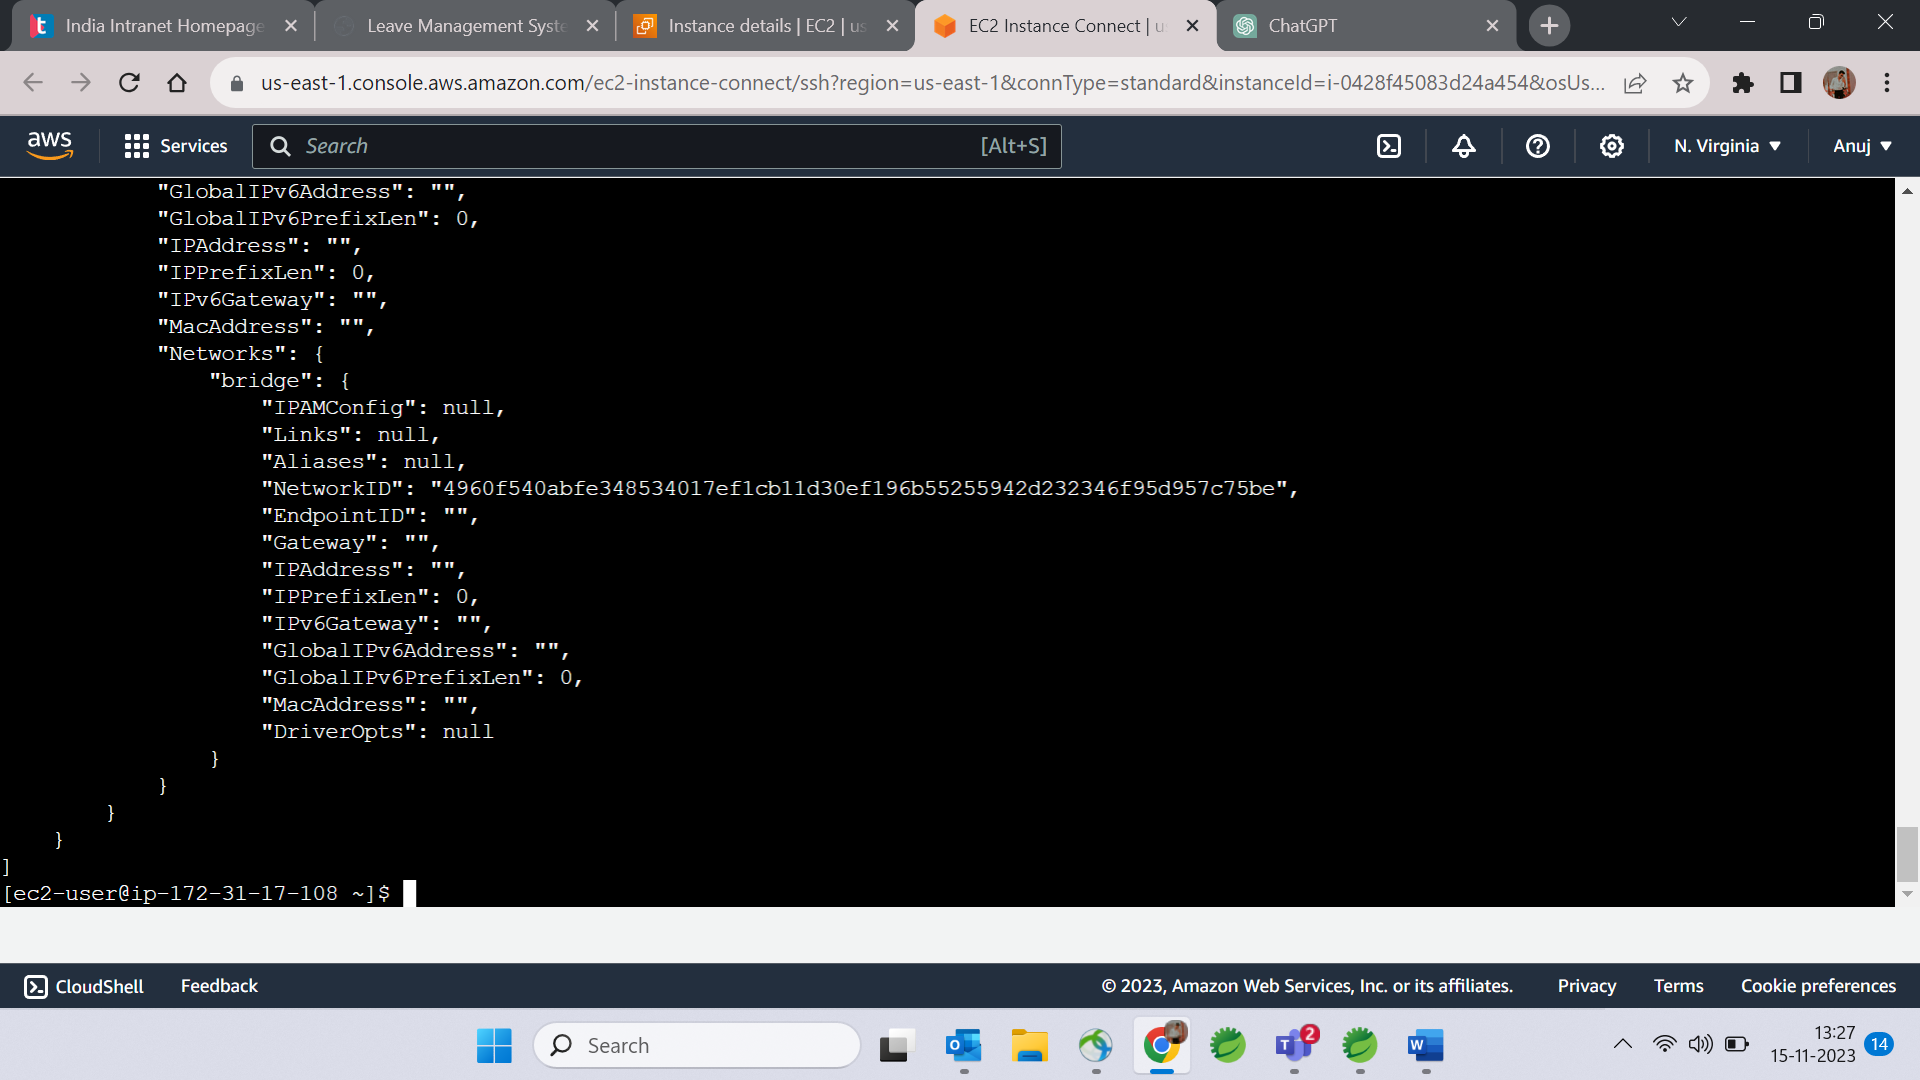 India Intranet Homepage
Leave Management Syste
Instance details | EC2 | us
EC2 Instance Connect | u
ChatGPT
us-east-1.console.aws.amazon.com/ec2-instance-connect/ssh?region=us-east-1&connType=standard&instanceId=i-0428f45083d24a454&osUs...
aws
Services
Search
[Alt+S]
N. Virginia
Anuj
"GlobalIPv6Address": "",
"GlobalIPv6PrefixLen": 0,
"IPAddress": "",
"IPPrefixLen": 0,
"IPv6Gateway": "",
"MacAddress": "",
"Networks": {
"bridge": {
"IPAMConfig": null,
"Links": null,
"Aliases": null,
"NetworkID": "4960f540abfe348534017ef1cb11d30ef196b55255942d232346f95d957c75be",
"EndpointID": "",
"Gateway": "",
"IPAddress": "",
"IPPrefixLen": 0,
"IPv6Gateway": "",
"GlobalIPv6Address": "",
"GlobalIPv6PrefixLen": 0,
"MacAddress": "",
"DriverOpts": null
}
}
}
}
]
[ec2-user@ip-172-31-17-108 ~]$
CloudShell
Feedback
© 2023, Amazon Web Services, Inc. or its affiliates.
Privacy
Terms
Cookie preferences
Search
2
13:27
15-11-2023
14